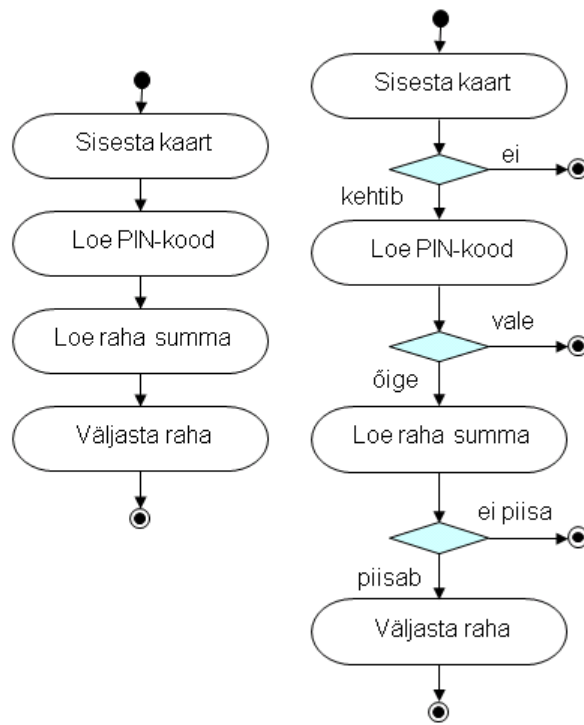 Sisesta kaart
Loe PIN-kood
Loe raha summa
Väljasta raha
Sisesta kaart
ei
kehtib
Loe PIN-kood
vale
õige
Loe raha summa
ei piisa
piisab
Väljasta raha